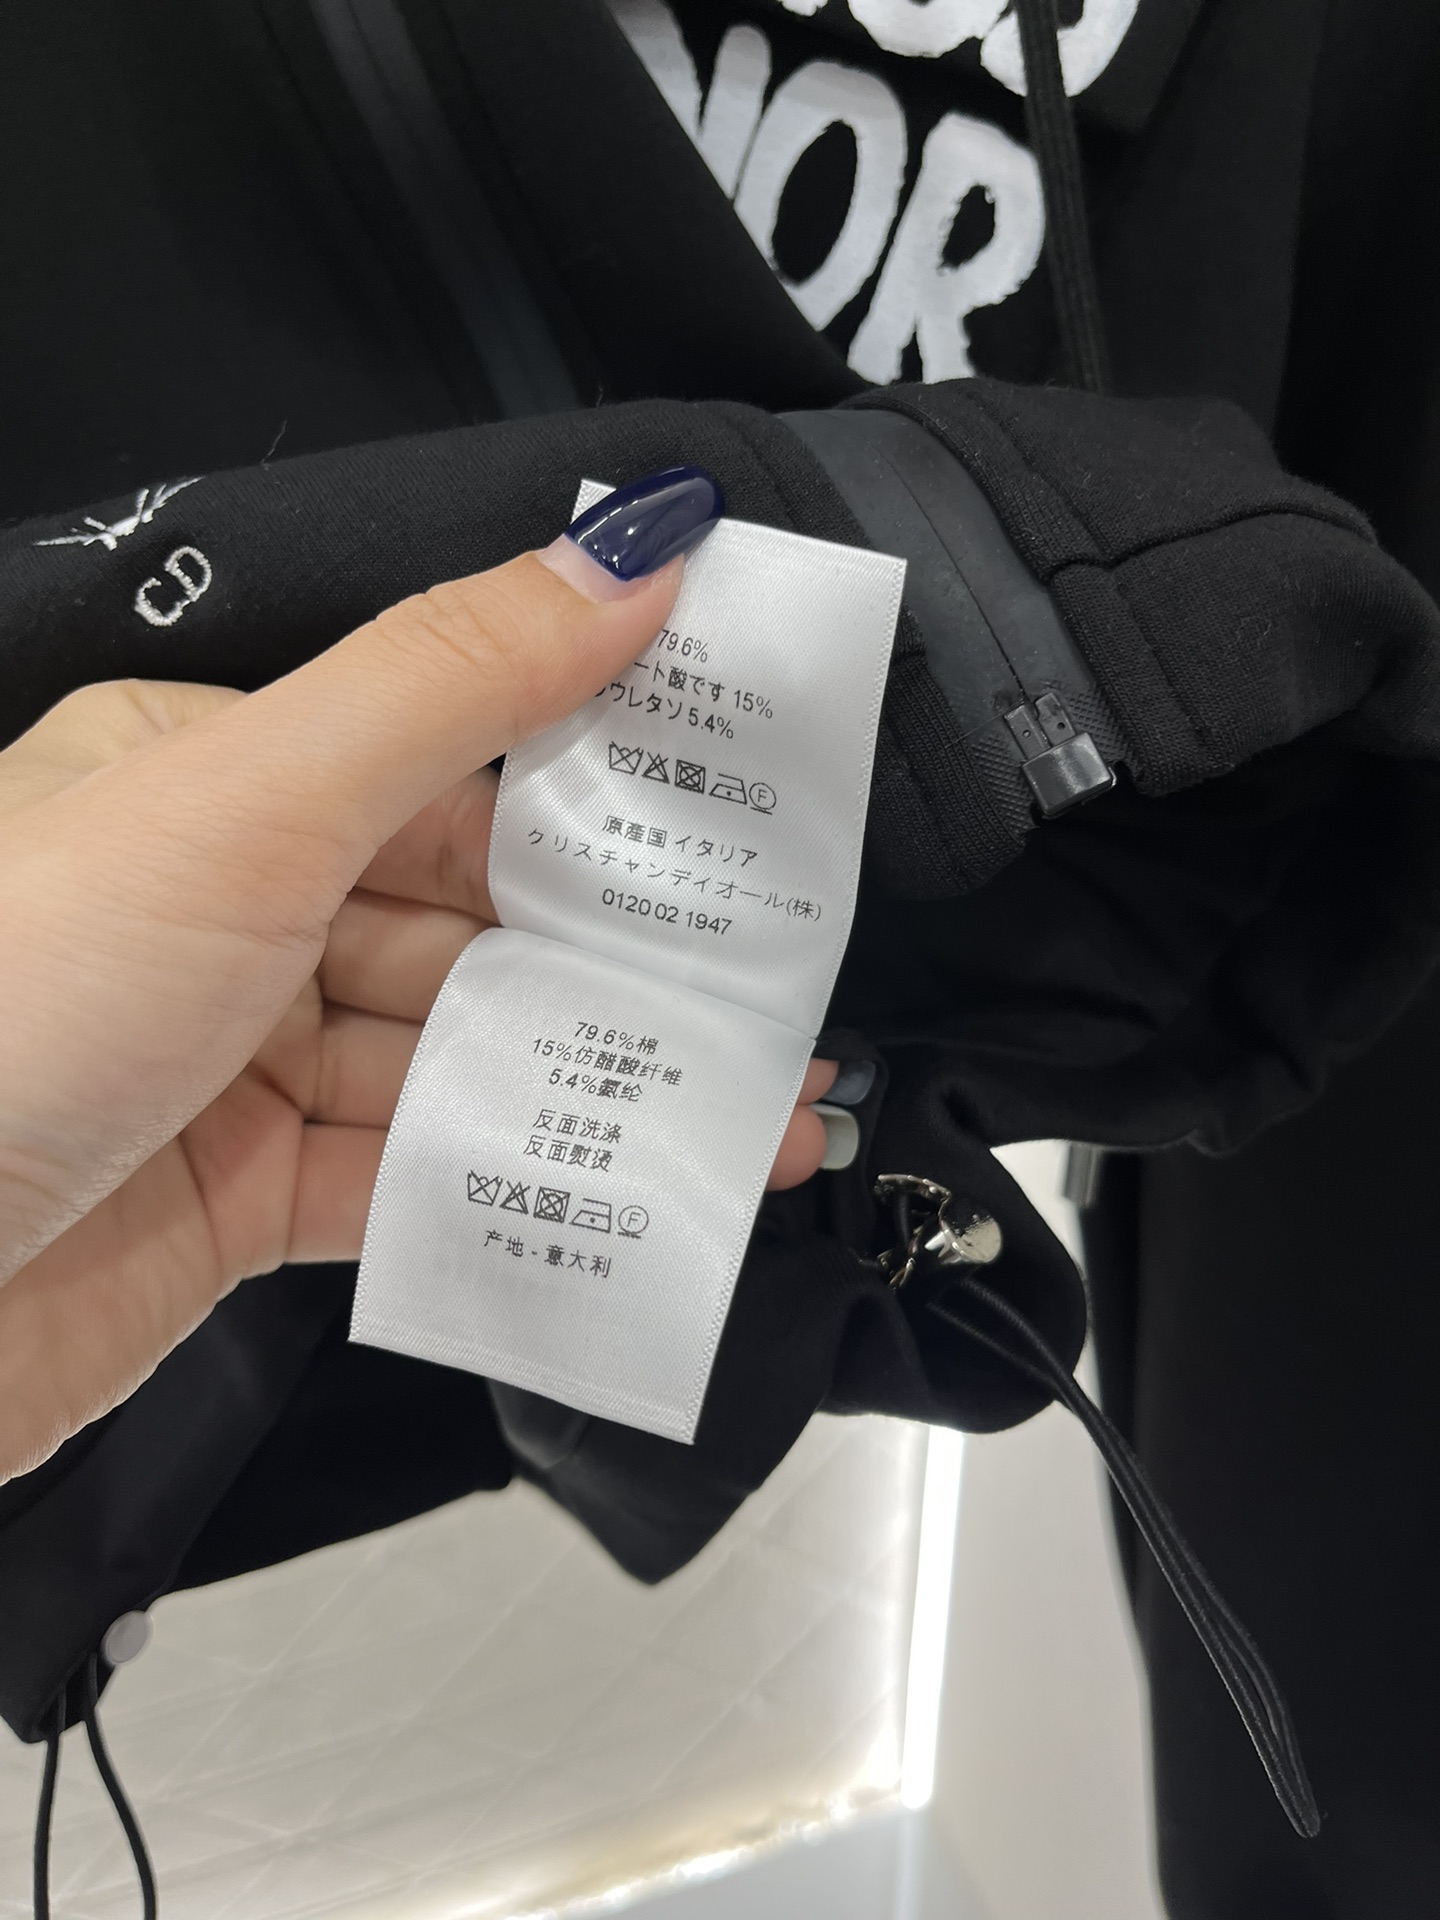 OR
CD
79.6%
ート酸です 15%
ウレタソ 5.4%
F
原産国 イタリア
クリスチャンディオール(株)
0120 02 1947
79.6%棉
15%仿醋酸纤维
5.4%氨纶
反面洗涤
反面熨烫
F
产地 - 意大利